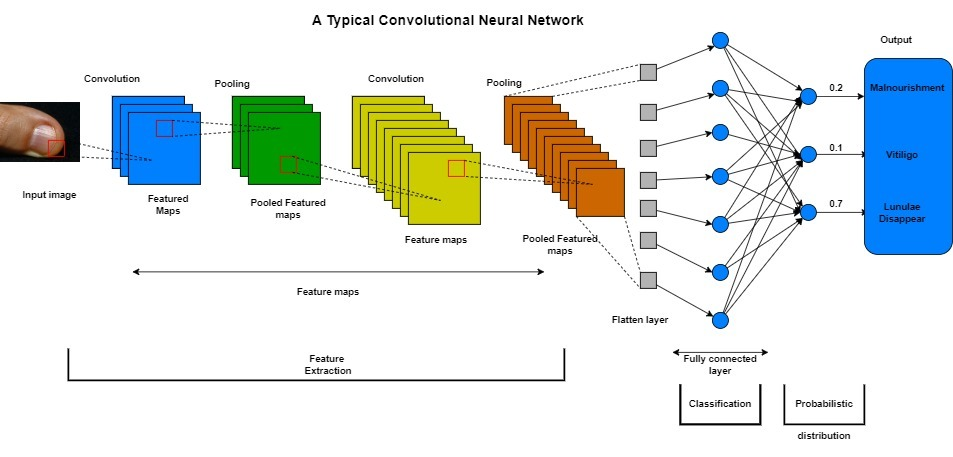 A Typical Convolutional Neural Network
Output
Convolution
Pooling
Convolution
Pooling
0.2
Malnourishment
0.1
Vitiligo
0.7
Lunulae
Disappear
Input image
Featured
Maps
Pooled Featured
maps
Feature maps
Pooled Featured
maps
Feature maps
Flatten layer
Feature
Extraction
Fully connected
layer
Classification
Probabilistic
distribution